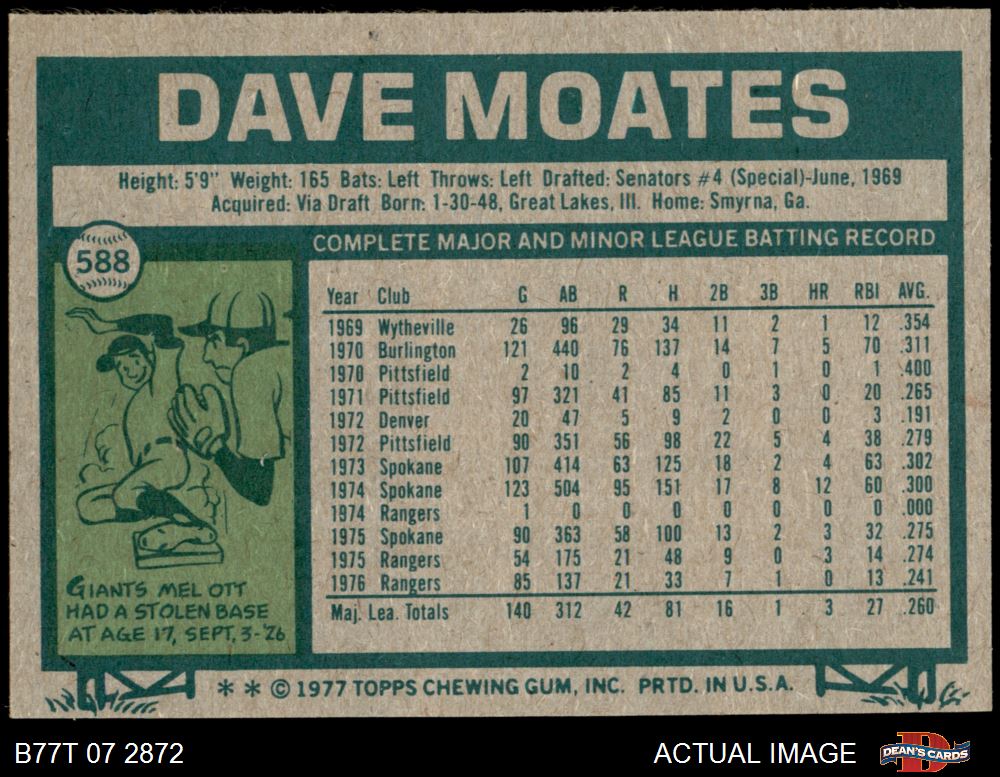 DAVE MOATES
Height: 5'9" Weight: 165 Bats: Left Throws: Left Drafted: Senators #4 (Special)-June, 1969
Acquired: Via Draft Born: 1-30-48, Great Lakes, Ill. Home: Smyrna, Ga.
588
COMPLETE MAJOR AND MINOR LEAGUE BATTING RECORD
Year Club G AB R H 2B 3B HR RBI AVG.
1969 Wytheville 26 96 29 34 11 2 1 12 .354
1970 Burlington 121 440 76 137 14 7 5 70 .311
1970 Pittsfield 2 10 2 4 0 1 0 1 .400
1971 Pittsfield 97 321 41 85 11 3 0 20 .265
1972 Denver 20 47 5 9 2 0 0 3 .191
1972 Pittsfield 90 351 56 98 22 5 4 38 .279
1973 Spokane 107 414 63 125 18 2 4 63 .302
1974 Spokane 123 504 95 151 17 8 12 60 .300
1974 Rangers 1 0 0 0 0 0 0 0 .000
1975 Spokane 90 363 58 100 13 2 3 32 .275
1975 Rangers 54 175 21 48 9 0 3 14 .274
1976 Rangers 85 137 21 33 7 1 0 13 .241
Maj. Lea. Totals 140 312 42 81 16 1 3 27 .260
GIANTS MEL OTT
HAD A STOLEN BASE
AT AGE 17, SEPT, 3-'26
* * © 1977 TOPPS CHEWING GUM, INC. PRTD. IN U.S.A.
B77T 07 2872
ACTUAL IMAGE
DEAN'S CARDS